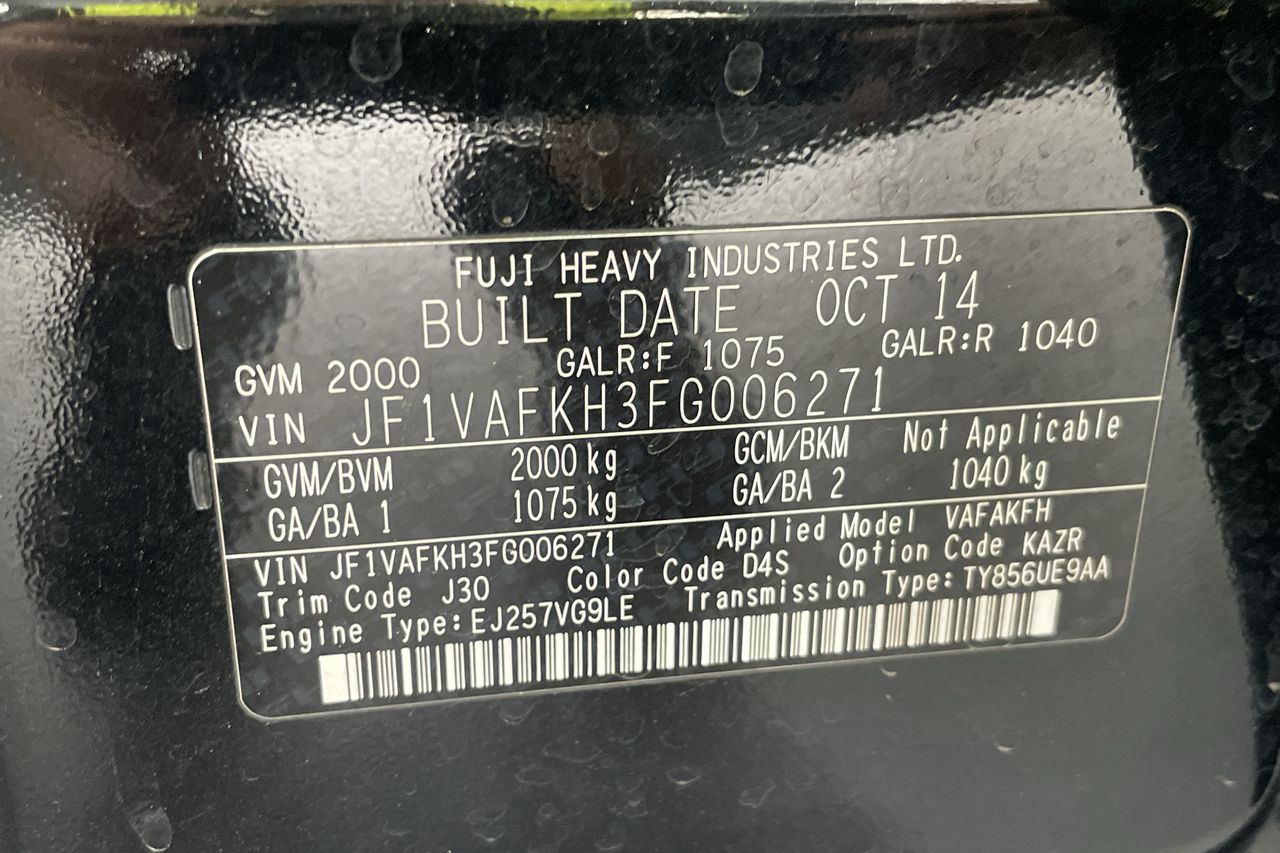 FUJI HEAVY INDUSTRIES LTD.
BUILT DATE OCT 14
GVM 2000 GALR:F 1075 GALR:R 1040
VIN JF1VAFKH3FG006271
GVM/BVM 2000 kg GCM/BKM Not Applicable
GA/BA 1 1075 kg GA/BA 2 1040 kg
VIN JF1VAFKH3FG006271 Applied Model VAFAKFH
Trim Code J30 Color Code D4S Option Code KAZR
Engine Type: EJ257VG9LE Transmission Type: TY856UE9AA